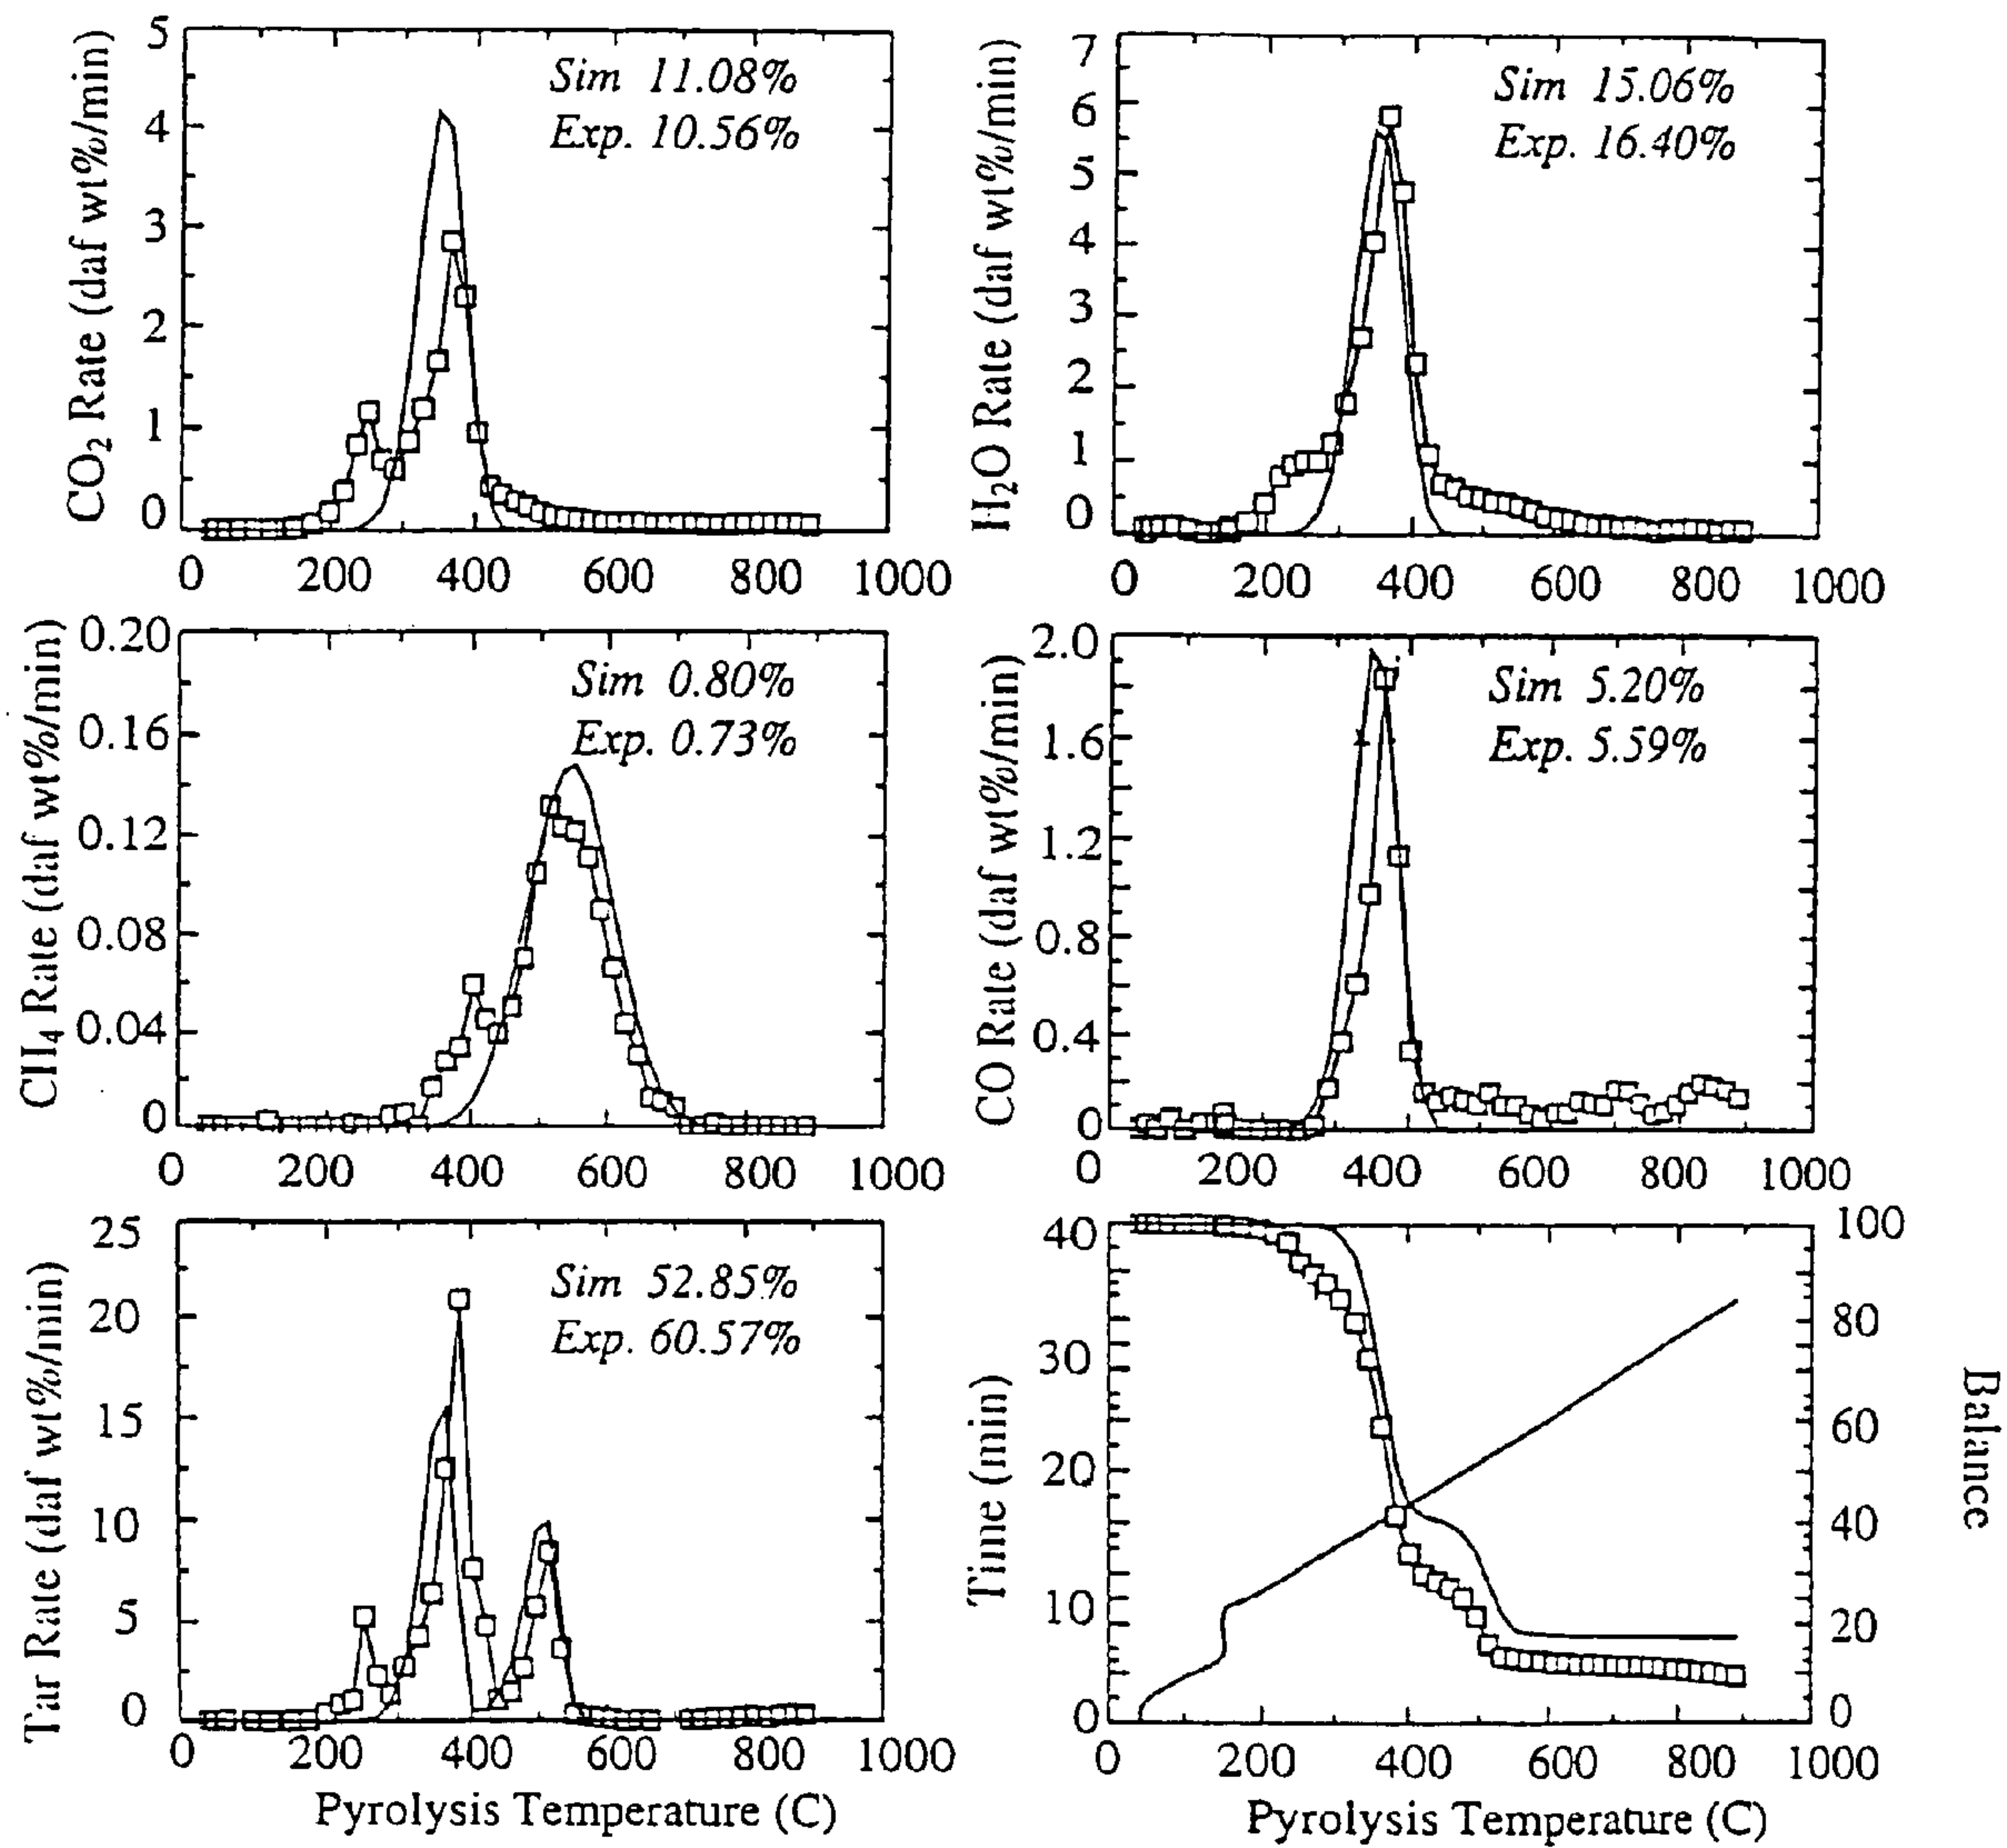 CO₂ Rate (daf wt%/min)
5
4
3
2
1
0
Sim 11.08%
Exp. 10.56%
0 200 400 600 800 1000
H₂O Rate (daf wt%/min)
7
6
5
4
3
2
1
0
Sim 15.06%
Exp. 16.40%
0 200 400 600 800 1000
CH₄ Rate (daf wt%/min)
0.20
0.16
0.12
0.08
0.04
0
Sim 0.80%
Exp. 0.73%
0 200 400 600 800 1000
CO Rate (daf wt%/min)
2.0
1.6
1.2
0.8
0.4
0
Sim 5.20%
Exp. 5.59%
0 200 400 600 800 1000
Tar Rate (daf wt%/min)
25
20
15
10
5
0
Sim 52.85%
Exp. 60.57%
0 200 400 600 800 1000
Pyrolysis Temperature (C)
Time (min)
40
30
20
10
0
100
80
60
40
20
0
Balance
0 200 400 600 800 1000
Pyrolysis Temperature (C)